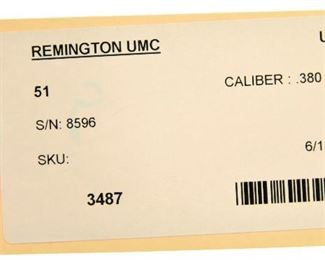 REMINGTON UMC U
51 CALIBER : .380
S/N: 8596
SKU: 6/1
3487